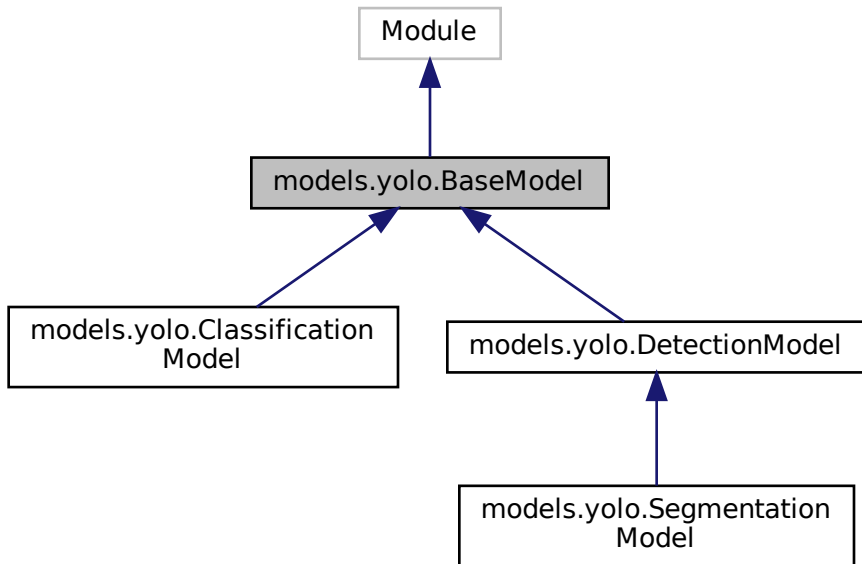 Module
models.yolo.BaseModel
models.yolo.Classification
Model
models.yolo.DetectionModel
models.yolo.Segmentation
Model